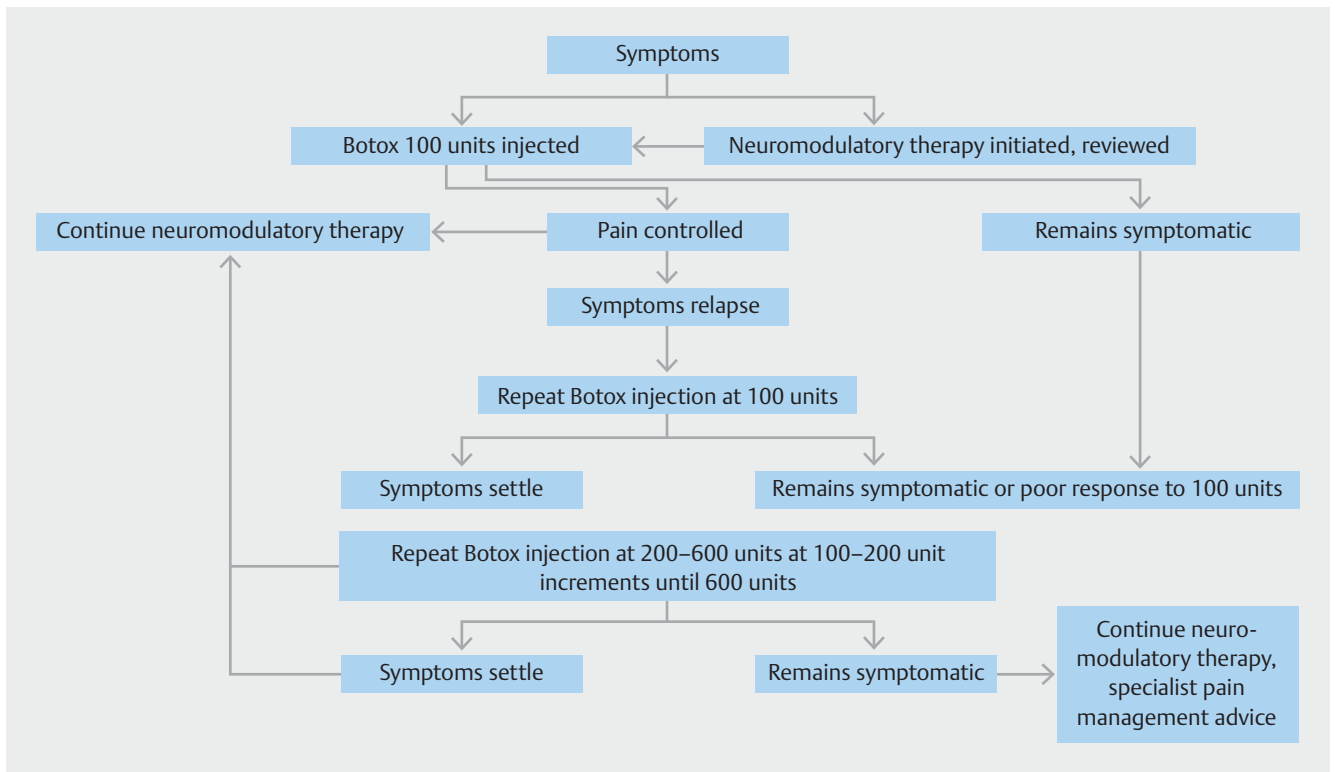 Symptoms
Botox 100 units injected
Neuromodulatory therapy initiated, reviewed
Continue neuromodulatory therapy
Pain controlled
Remains symptomatic
Symptoms relapse
Repeat Botox injection at 100 units
Symptoms settle
Remains symptomatic or poor response to 100 units
Repeat Botox injection at 200–600 units at 100–200 unit
increments until 600 units
Symptoms settle
Remains symptomatic
Continue neuro-
modulatory therapy,
specialist pain
management advice